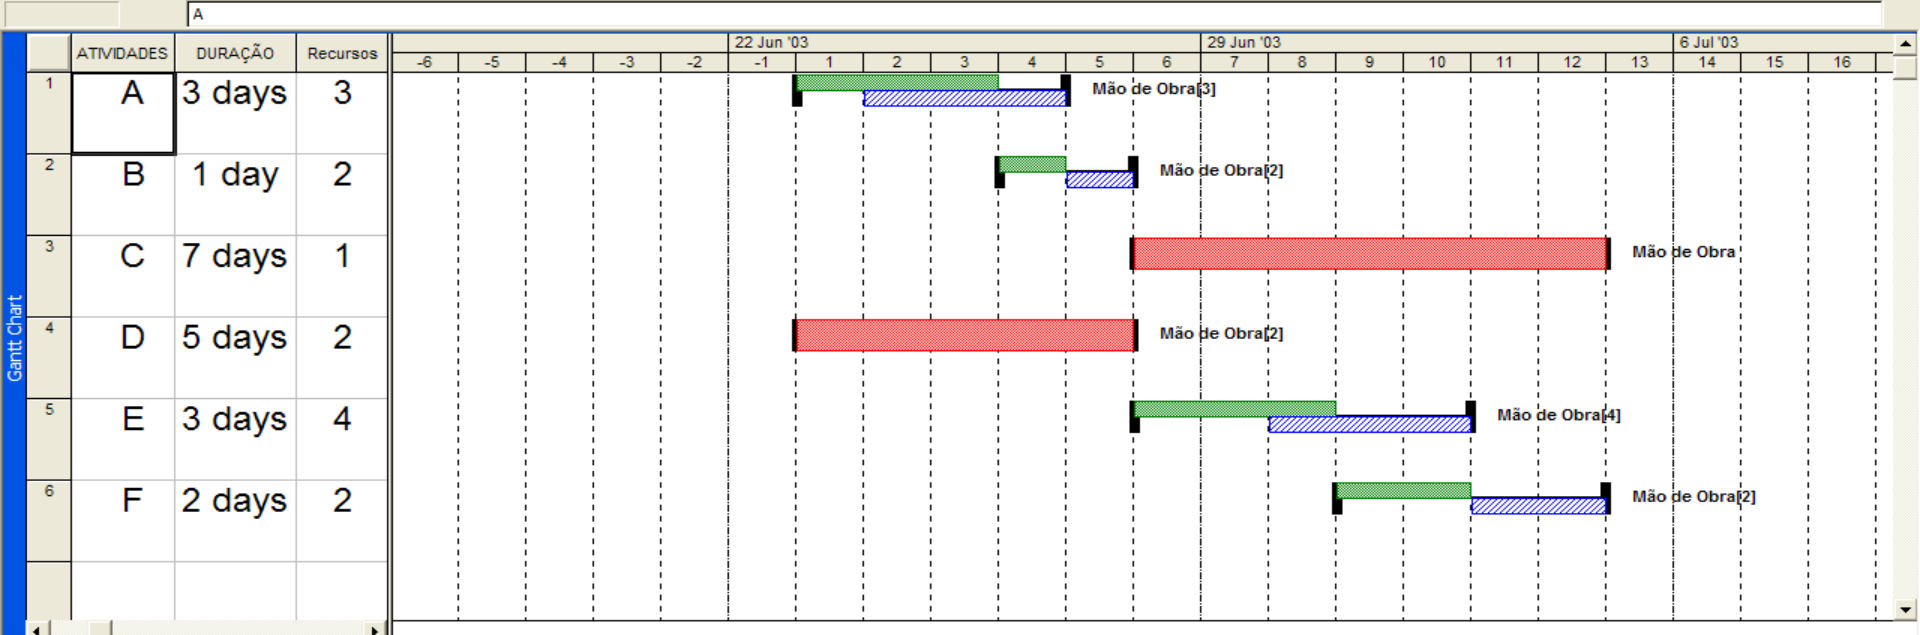 A
ATIVIDADES DURAÇÃO Recursos
22 Jun '03 29 Jun '03 6 Jul '03
-6 -5 -4 -3 -2 -1 1 2 3 4 5 6 7 8 9 10 11 12 13 14 15 16
1 A 3 days 3 Mão de Obra[3]
2 B 1 day 2 Mão de Obra[2]
3 C 7 days 1 Mão de Obra
4 D 5 days 2 Mão de Obra[2]
5 E 3 days 4 Mão de Obra[4]
6 F 2 days 2 Mão de Obra[2]
Gantt Chart